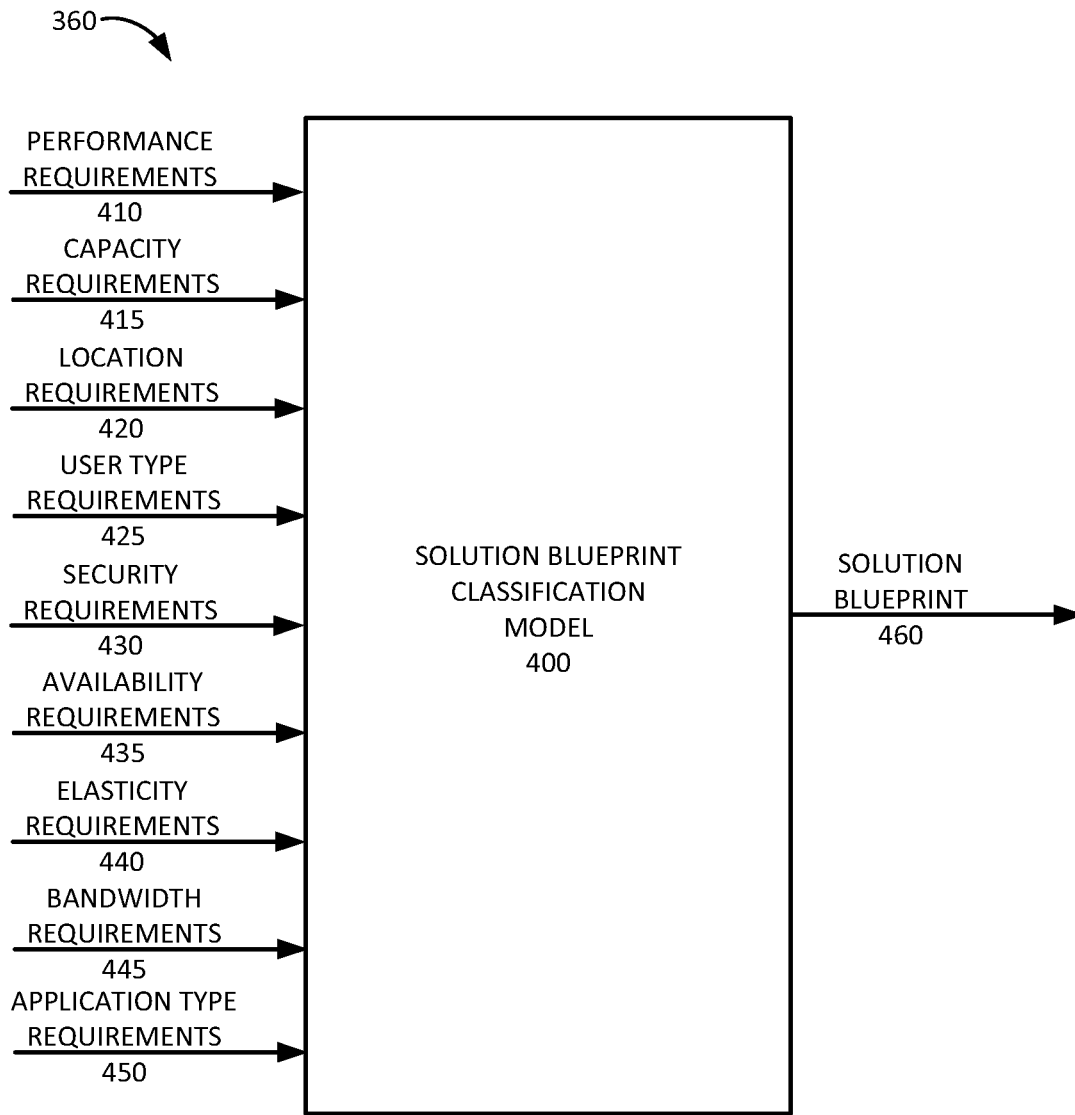 360
PERFORMANCE
REQUIREMENTS
410
CAPACITY
REQUIREMENTS
415
LOCATION
REQUIREMENTS
420
USER TYPE
REQUIREMENTS
425
SECURITY
REQUIREMENTS
430
AVAILABILITY
REQUIREMENTS
435
ELASTICITY
REQUIREMENTS
440
BANDWIDTH
REQUIREMENTS
445
APPLICATION TYPE
REQUIREMENTS
450
SOLUTION BLUEPRINT
CLASSIFICATION
MODEL
400
SOLUTION
BLUEPRINT
460